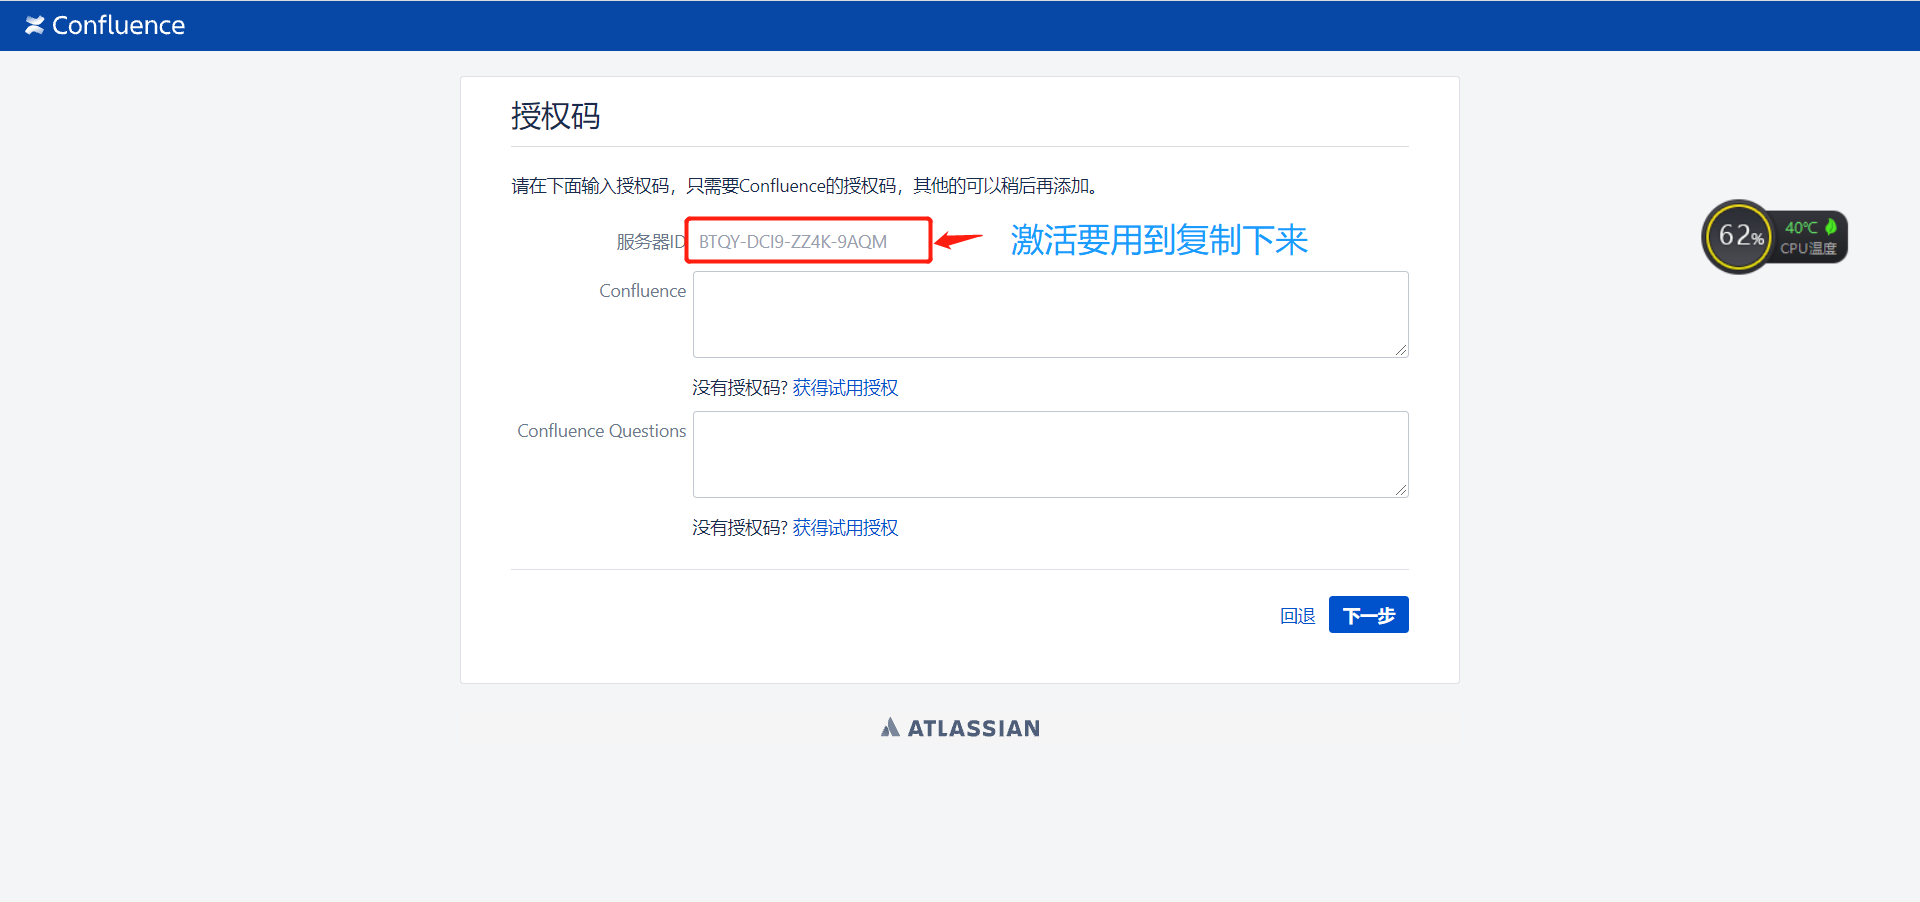 Confluence
授权码
请在下面输入授权码，只需要Confluence的授权码，其他的可以稍后再添加。
服务器ID BTQY-DCI9-ZZ4K-9AQM 激活要用到复制下来
62% 40℃
CPU温度
Confluence
没有授权码? 获得试用授权
Confluence Questions
没有授权码? 获得试用授权
回退 下一步
ATLASSIAN